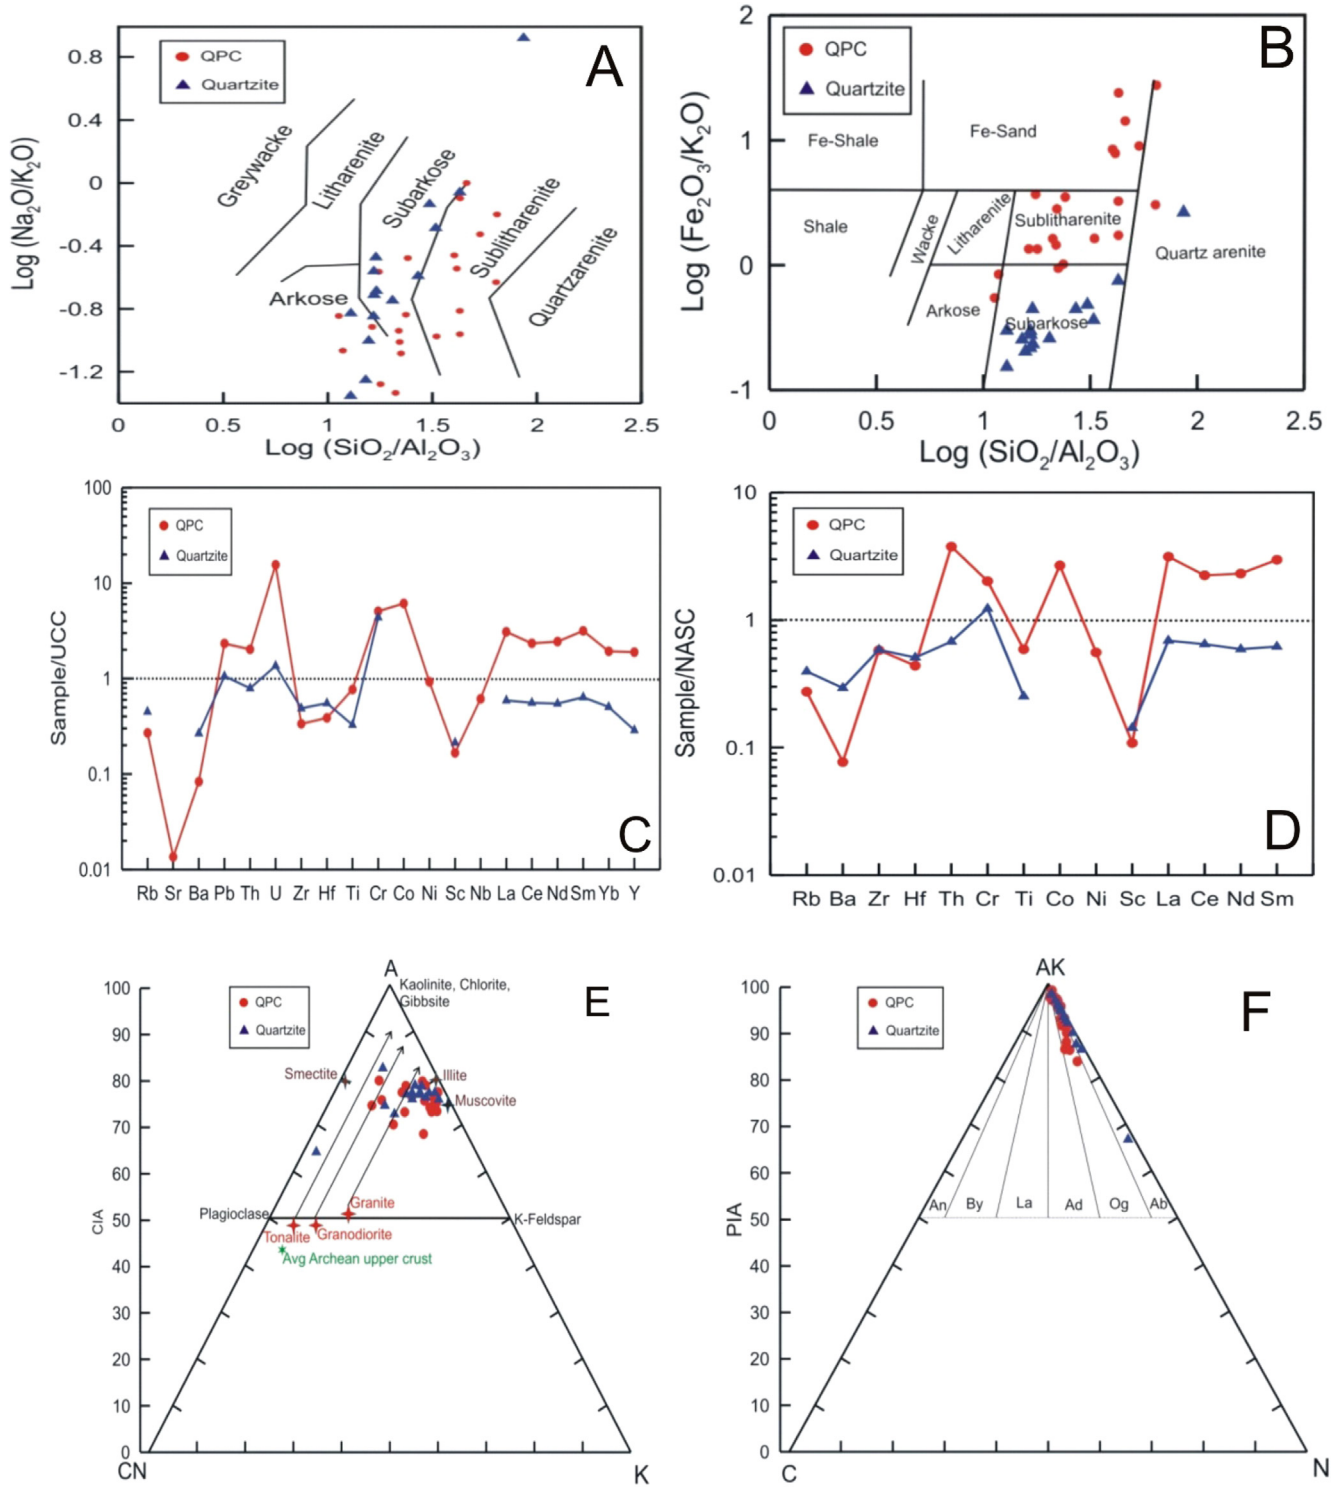 A
QPC
Quartzite
Log (Na₂O/K₂O)
0.8
0.4
0
-0.4
-0.8
-1.2
Greywacke
Litharenite
Subarkose
Sublitharenite
Quartzarenite
Arkose
0 0.5 1 1.5 2 2.5
Log (SiO₂/Al₂O₃)
B
QPC
Quartzite
Log (Fe₂O₃/K₂O)
2
1
0
-1
Fe-Shale
Fe-Sand
Shale
Wacke
Litharenite
Sublitharenite
Quartz arenite
Arkose
Subarkose
0 0.5 1 1.5 2 2.5
Log (SiO₂/Al₂O₃)
C
QPC
Quartzite
Sample/UCC
100
10
1
0.1
0.01
Rb Sr Ba Pb Th U Zr Hf Ti Cr Co Ni Sc Nb La Ce Nd Sm Yb Y
D
QPC
Quartzite
Sample/NASC
10
1
0.1
0.01
Rb Ba Zr Hf Th Cr Ti Co Ni Sc La Ce Nd Sm
E
QPC
Quartzite
A
Kaolinite, Chlorite,
Gibbsite
CIA
100
90
80
70
60
50
40
30
20
10
0
Smectite
Illite
Muscovite
Plagioclase
K-Feldspar
Granite
Tonalite
Granodiorite
Avg Archean upper crust
CN
K
F
QPC
Quartzite
AK
PIA
100
90
80
70
60
50
40
30
20
10
0
An By La Ad Og Ab
C
N